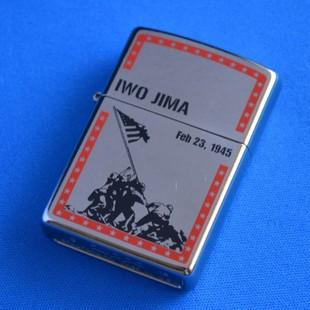 IWO JIMA
Feb 23, 1945